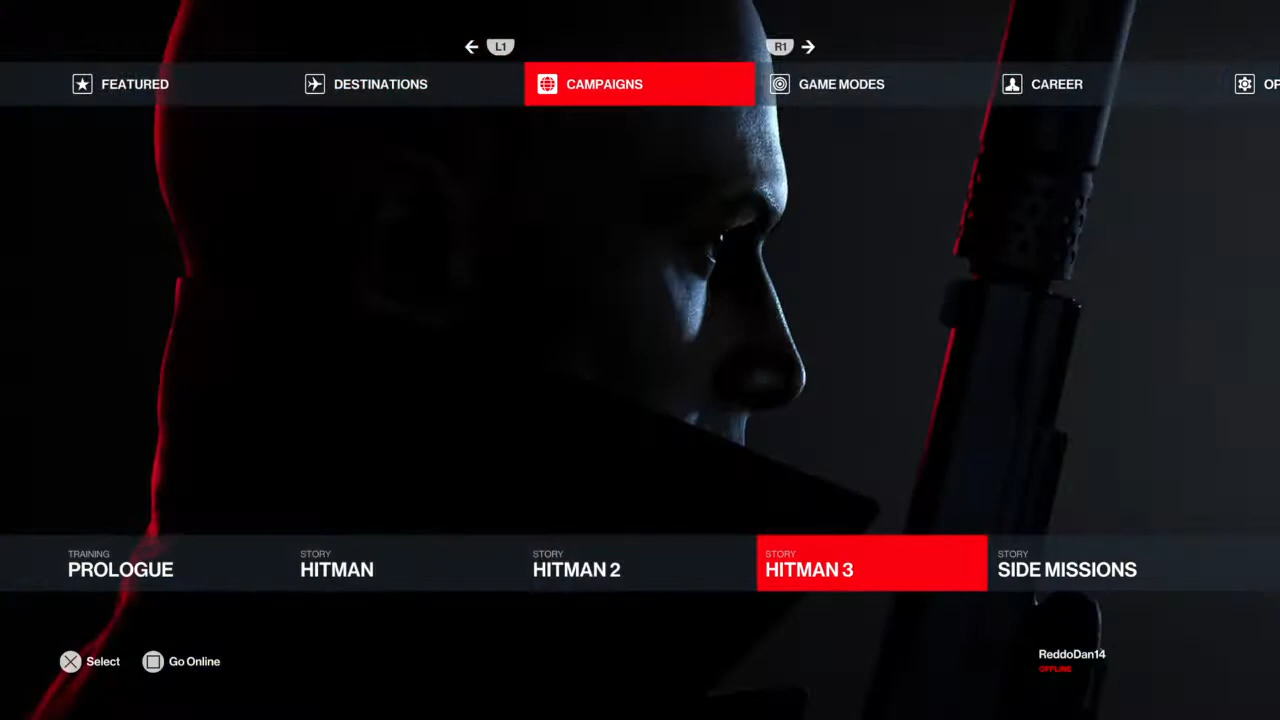 L1 R1
FEATURED DESTINATIONS CAMPAIGNS GAME MODES CAREER OP
TRAINING STORY STORY STORY STORY
PROLOGUE HITMAN HITMAN 2 HITMAN 3 SIDE MISSIONS
Select Go Online
ReddoDan14
OFFLINE